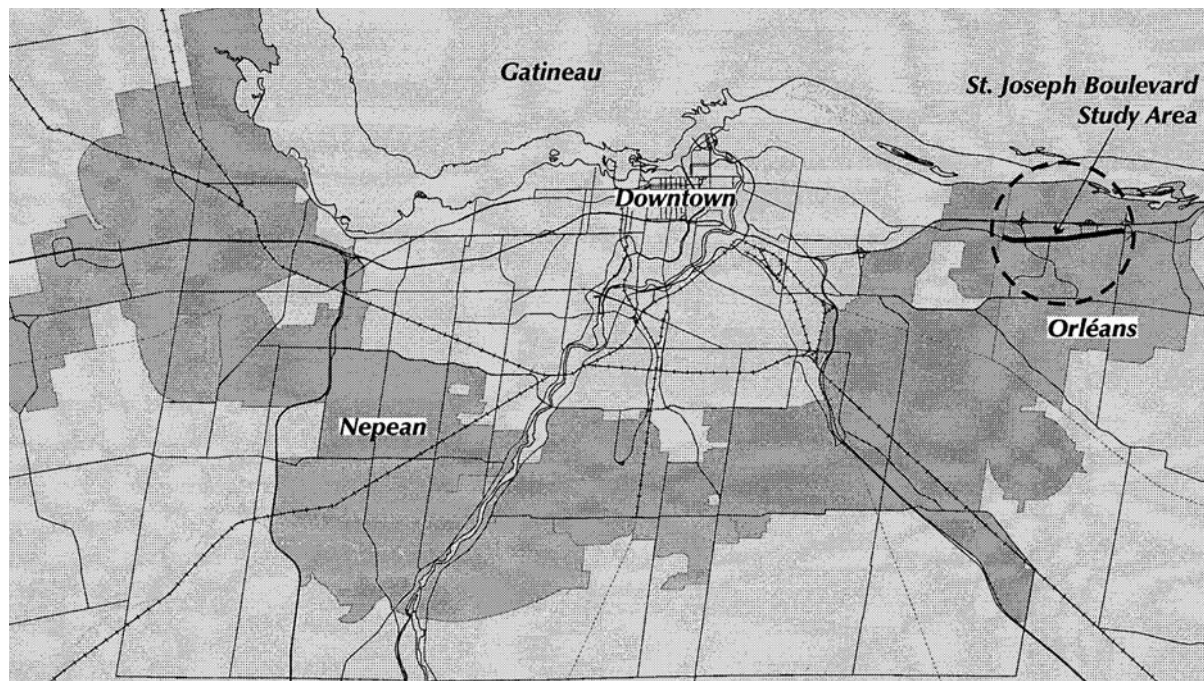 Gatineau
St. Joseph Boulevard
Study Area
Downtown
Orléans
Nepean